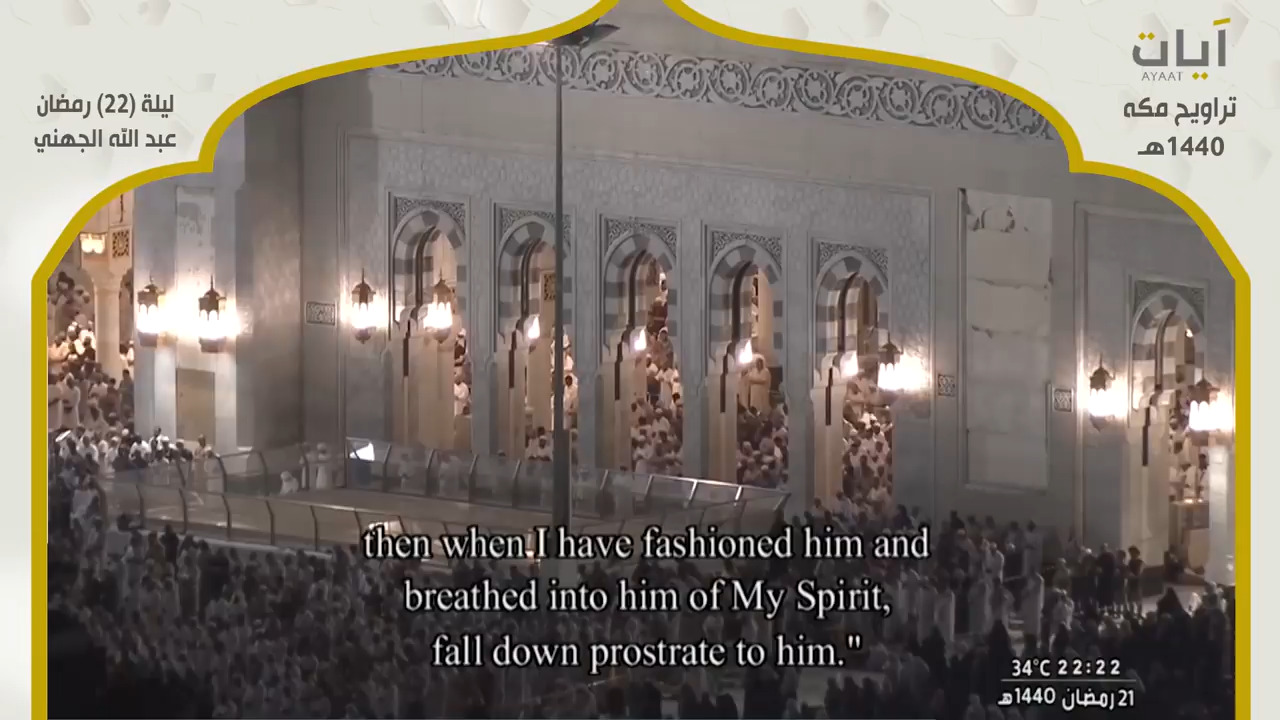 آيات
AYAAT
تراويح مكه
1440هـ
ليلة (22) رمضان
عبد الله الجهني
then when I have fashioned him and
breathed into him of My Spirit,
fall down prostrate to him."
34°C 22:22
21 رمضان 1440هـ